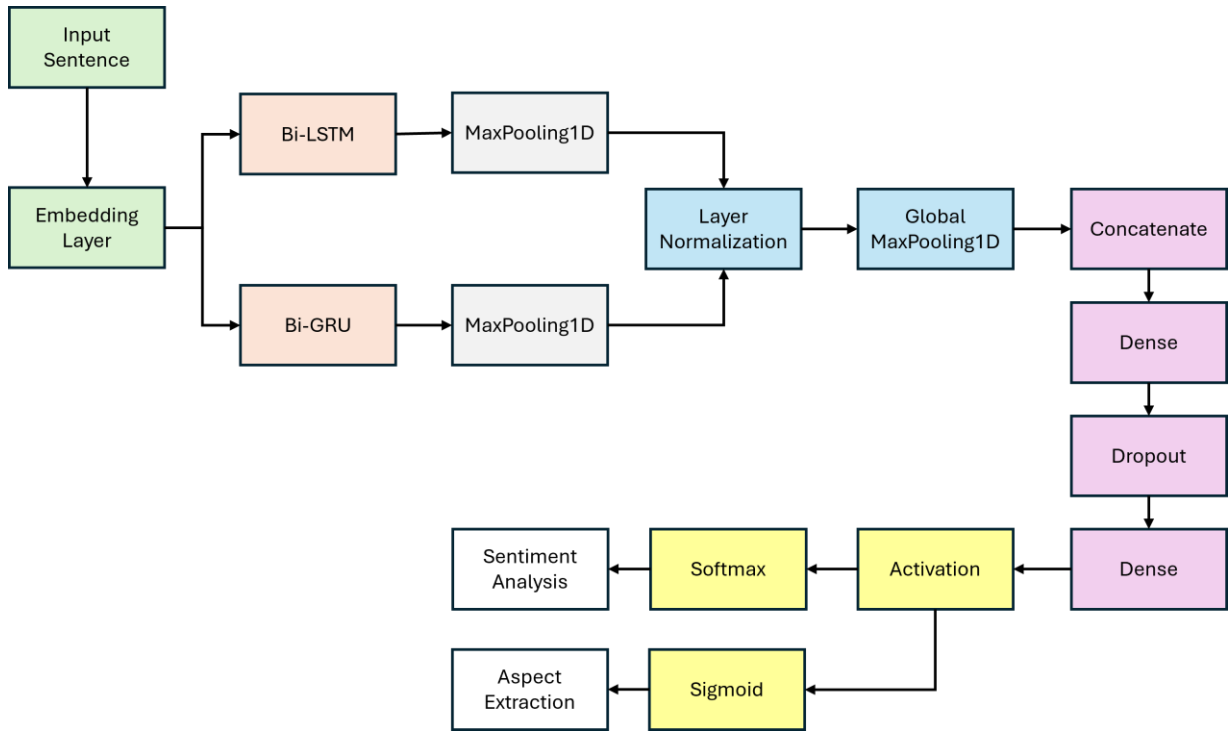 Input
Sentence
Embedding
Layer
Bi-LSTM
MaxPooling1D
Bi-GRU
MaxPooling1D
Layer
Normalization
Global
MaxPooling1D
Concatenate
Dense
Dropout
Dense
Activation
Softmax
Sentiment
Analysis
Sigmoid
Aspect
Extraction